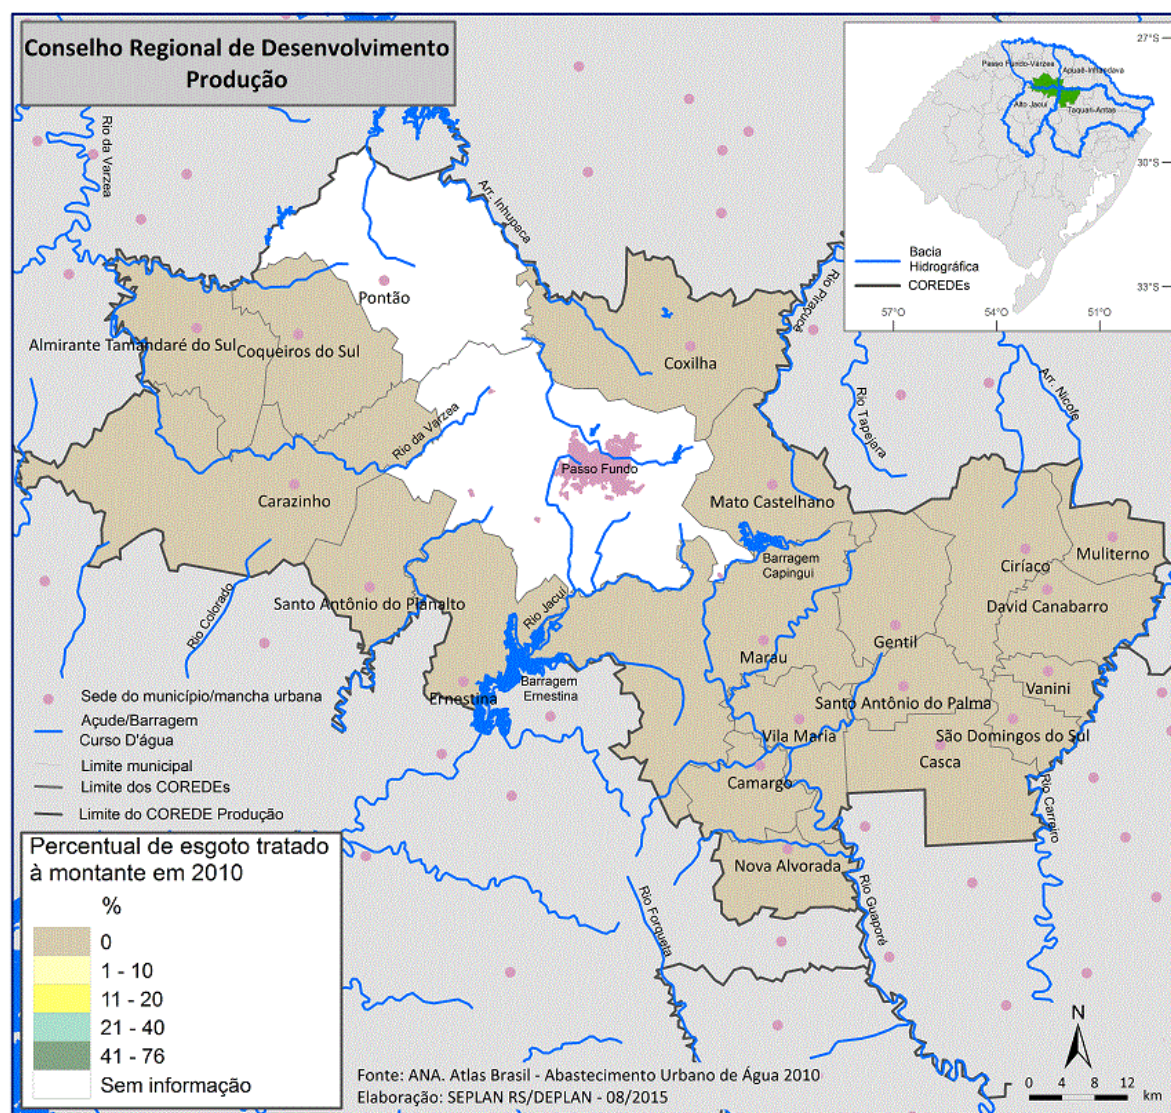 Conselho Regional de Desenvolvimento
Produção
Passo Fundo-Várzea
Apuaê-Inhandava
Alto Jacuí
Taquari-Antas
27°S
30°S
33°S
57°O
54°O
51°O
Bacia
Hidrográfica
COREDEs
Rio da Varzea
Arr. Inhupaca
Rio Piraçucê
Pontão
Almirante Tamandaré do Sul
Coqueiros do Sul
Coxilha
Rio da Varzea
Rio Tapejara
Arr. Nicofe
Passo Fundo
Carazinho
Mato Castelhano
Barragem
Capingui
Muliterno
Ciríaco
David Canabarro
Santo Antônio do Planalto
Rio Colorado
Rio Jacuí
Gentil
Marau
Barragem
Ernestina
Ernestina
Vanini
Santo Antônio do Palma
Vila Maria
São Domingos do Sul
Casca
Camargo
Rio Carreiro
Nova Alvorada
Rio Guaporé
Rio Forqueta
Sede do município/mancha urbana
Açude/Barragem
Curso D'água
Limite municipal
Limite dos COREDEs
Limite do COREDE Produção
Percentual de esgoto tratado
à montante em 2010
%
0
1 - 10
11 - 20
21 - 40
41 - 76
Sem informação
Fonte: ANA. Atlas Brasil - Abastecimento Urbano de Água 2010
Elaboração: SEPLAN RS/DEPLAN - 08/2015
N
0 4 8 12
km